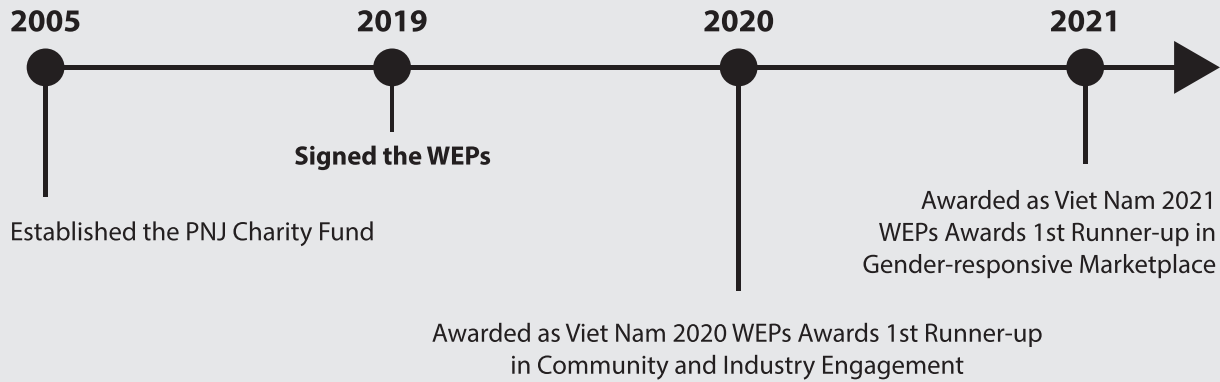 2005
2019
2020
2021
Signed the WEPs
Established the PNJ Charity Fund
Awarded as Viet Nam 2021
WEPs Awards 1st Runner-up in
Gender-responsive Marketplace
Awarded as Viet Nam 2020 WEPs Awards 1st Runner-up
in Community and Industry Engagement